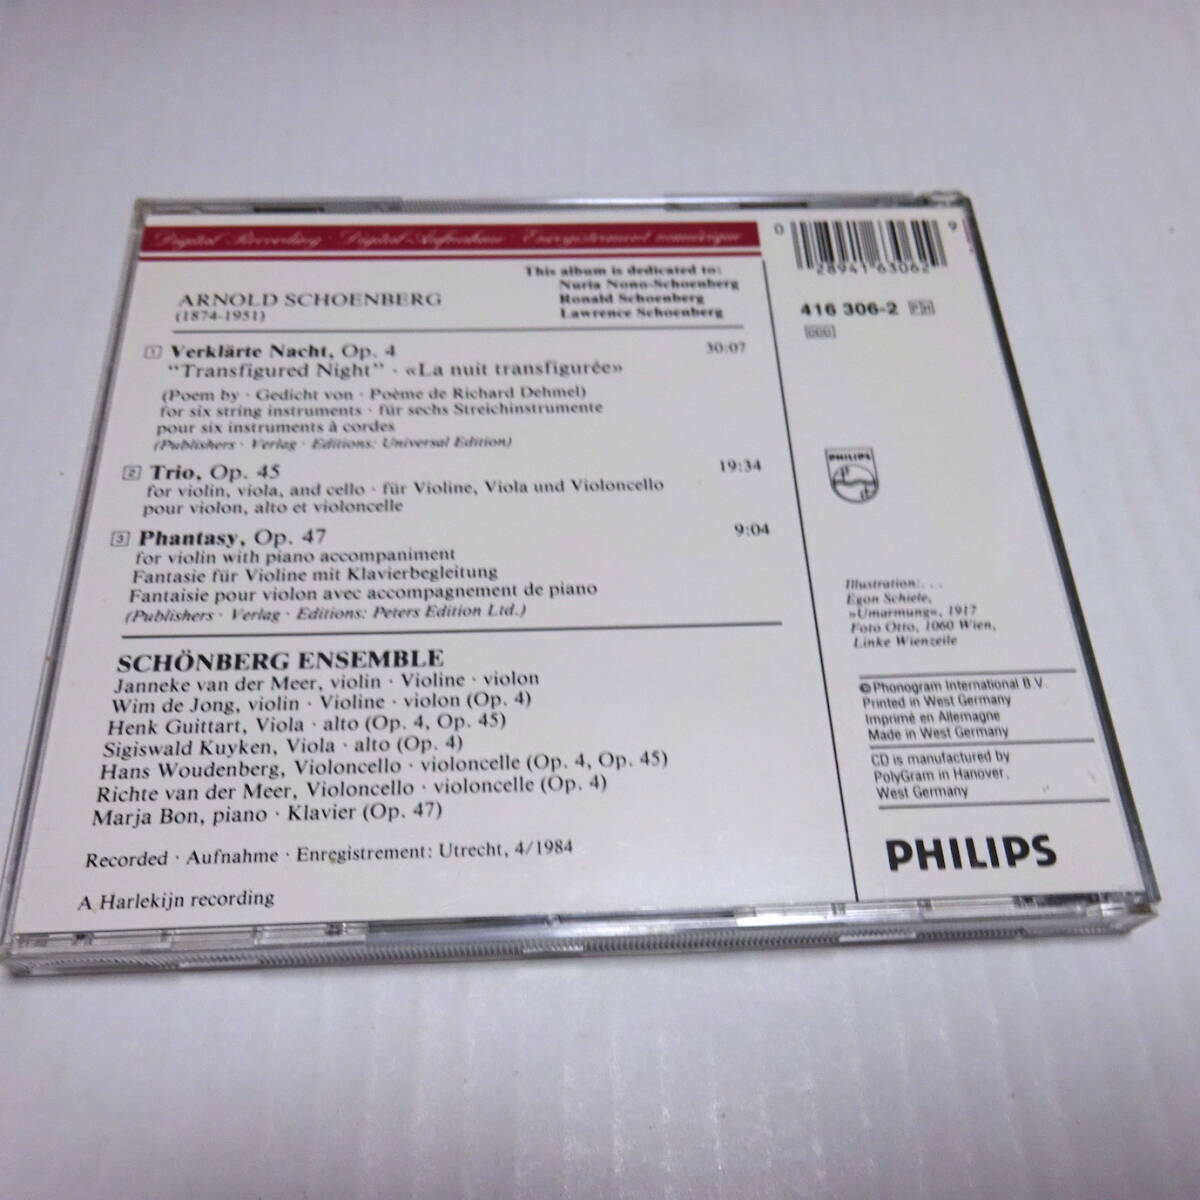 Digital Recording · Digital-Aufnahme · Enregistrement numérique
This album is dedicated to:
Nuria Nono-Schoenberg
Ronald Schoenberg
Lawrence Schoenberg
ARNOLD SCHOENBERG
(1874-1951)
1 Verklärte Nacht, Op. 4 30:07
"Transfigured Night" · «La nuit transfigurée»
(Poem by · Gedicht von · Poème de Richard Dehmel)
for six string instruments · für sechs Streichinstrumente
pour six instruments à cordes
(Publishers · Verlag · Editions: Universal Edition)
2 Trio, Op. 45 19:34
for violin, viola, and cello · für Violine, Viola und Violoncello
pour violon, alto et violoncelle
3 Phantasy, Op. 47 9:04
for violin with piano accompaniment
Fantasie für Violine mit Klavierbegleitung
Fantaisie pour violon avec accompagnement de piano
(Publishers · Verlag · Editions: Peters Edition Ltd.)
SCHÖNBERG ENSEMBLE
Janneke van der Meer, violin · Violine · violon
Wim de Jong, violin · Violine · violon (Op. 4)
Henk Guittart, Viola · alto (Op. 4, Op. 45)
Sigiswald Kuyken, Viola · alto (Op. 4)
Hans Woudenberg, Violoncello · violoncelle (Op. 4, Op. 45)
Richte van der Meer, Violoncello · violoncelle (Op. 4)
Marja Bon, piano · Klavier (Op. 47)
Recorded · Aufnahme · Enregistrement: Utrecht, 4/1984
A Harlekijn recording
0 28941 63062 9
416 306-2 PH
DDD
PHILIPS
Illustration: . . .
Egon Schiele,
»Umarmung«, 1917
Foto Otto, 1060 Wien,
Linke Wienzeile
℗ Phonogram International B.V.
Printed in West Germany
Imprimé en Allemagne
Made in West Germany
CD is manufactured by
PolyGram in Hanover,
West Germany
PHILIPS